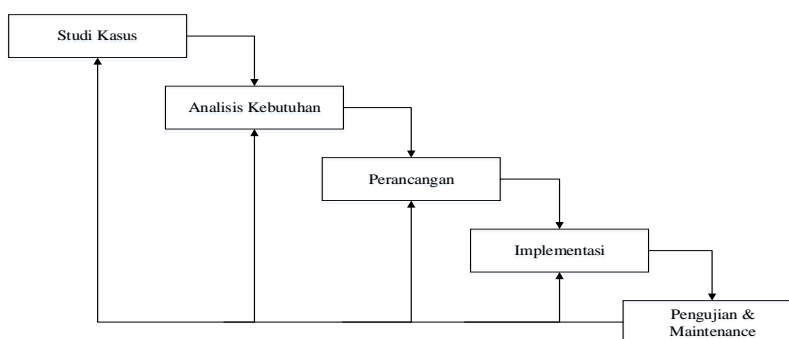 Studi Kasus
Analisis Kebutuhan
Perancangan
Implementasi
Pengujian &
Maintenance